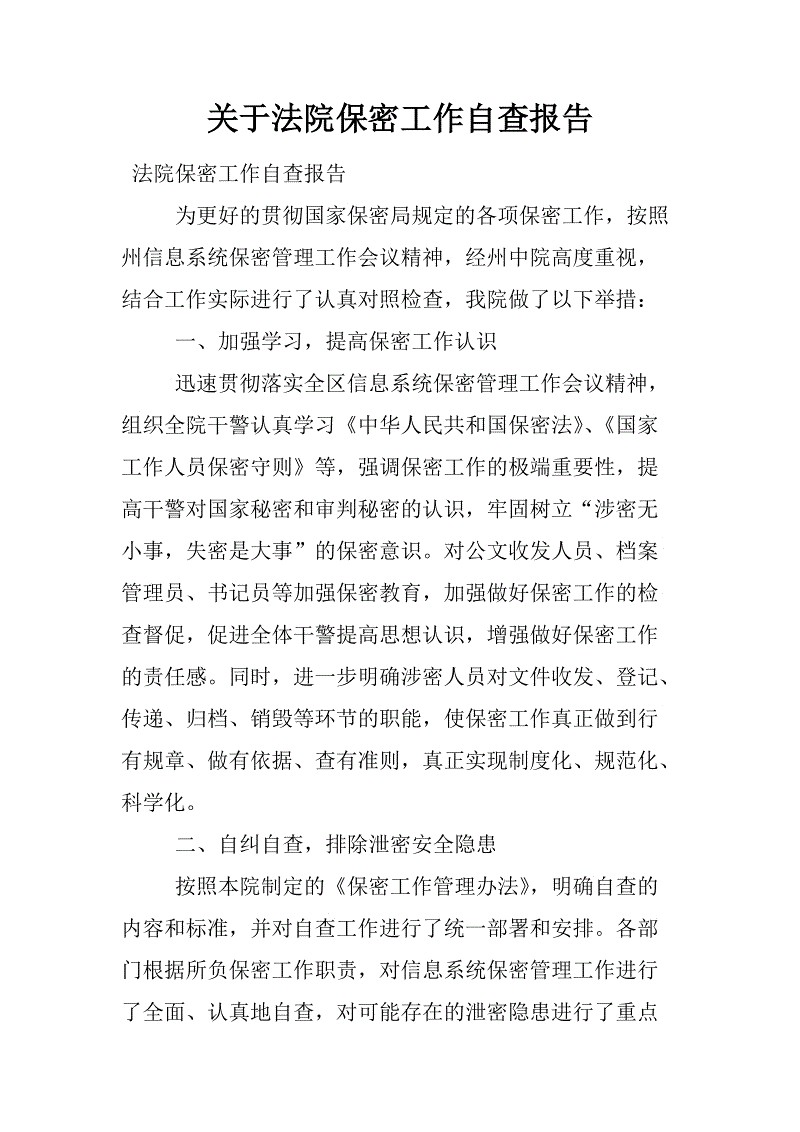 关于法院保密工作自查报告
法院保密工作自查报告
为更好的贯彻国家保密局规定的各项保密工作，按照
州信息系统保密管理工作会议精神，经州中院高度重视，
结合工作实际进行了认真对照检查，我院做了以下举措：
一、加强学习，提高保密工作认识
迅速贯彻落实全区信息系统保密管理工作会议精神，
组织全院干警认真学习《中华人民共和国保密法》、《国家
工作人员保密守则》等，强调保密工作的极端重要性，提
高干警对国家秘密和审判秘密的认识，牢固树立“涉密无
小事，失密是大事”的保密意识。对公文收发人员、档案
管理员、书记员等加强保密教育，加强做好保密工作的检
查督促，促进全体干警提高思想认识，增强做好保密工作
的责任感。同时，进一步明确涉密人员对文件收发、登记、
传递、归档、销毁等环节的职能，使保密工作真正做到行
有规章、做有依据、查有准则，真正实现制度化、规范化、
科学化。
二、自纠自查，排除泄密安全隐患
按照本院制定的《保密工作管理办法》，明确自查的
内容和标准，并对自查工作进行了统一部署和安排。各部
门根据所负保密工作职责，对信息系统保密管理工作进行
了全面、认真地自查，对可能存在的泄密隐患进行了重点